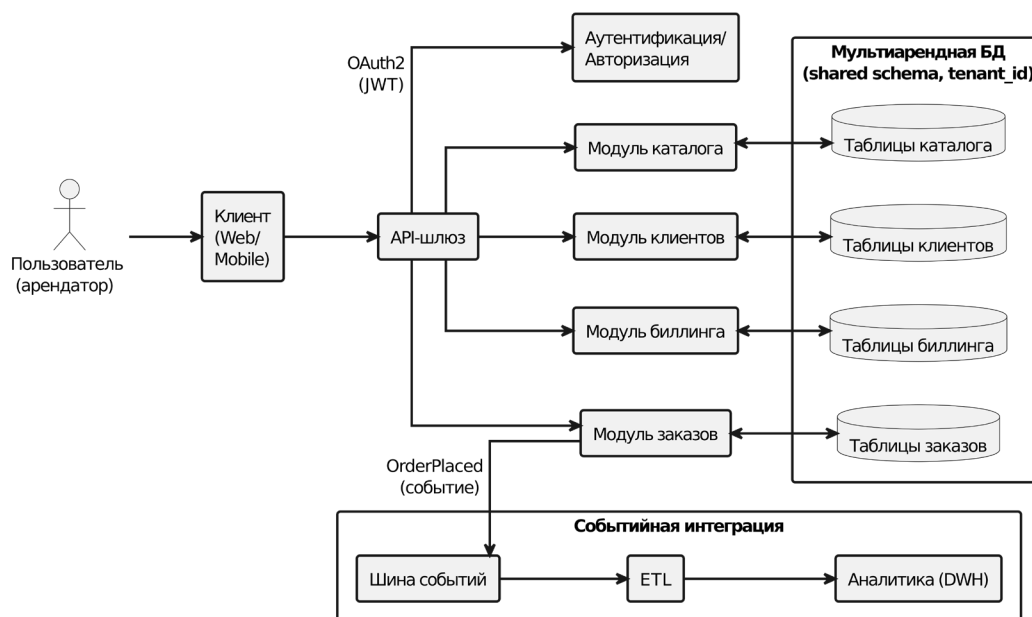 Аутентификация/
Авторизация
OAuth2
(JWT)
Мультиарендная БД
(shared schema, tenant_id)
Модуль каталога
Таблицы каталога
Клиент
(Web/
Mobile)
API-шлюз
Модуль клиентов
Таблицы клиентов
Пользователь
(арендатор)
Модуль биллинга
Таблицы биллинга
Модуль заказов
Таблицы заказов
OrderPlaced
(событие)
Событийная интеграция
Шина событий
ETL
Аналитика (DWH)